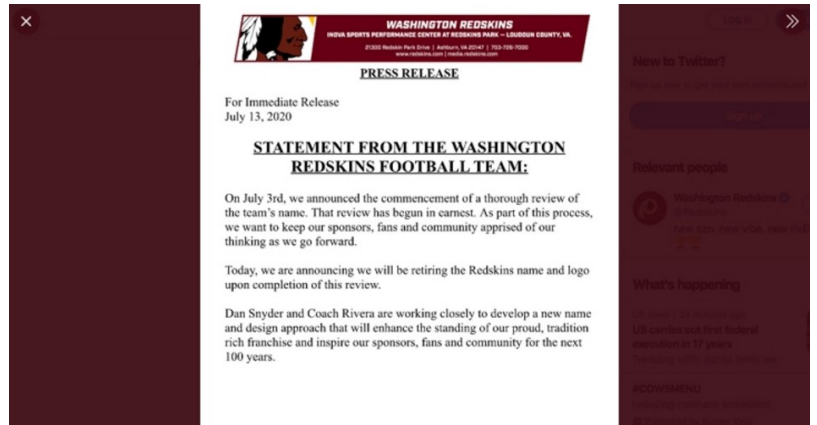 WASHINGTON REDSKINS
INOVA SPORTS PERFORMANCE CENTER AT REDSKINS PARK – LOUDOUN COUNTY, VA.
21300 Redskin Park Drive | Ashburn, VA 20147 | 703-726-7000
www.redskins.com | media.redskins.com
PRESS RELEASE
For Immediate Release
July 13, 2020
STATEMENT FROM THE WASHINGTON
REDSKINS FOOTBALL TEAM:
On July 3rd, we announced the commencement of a thorough review of
the team's name. That review has begun in earnest. As part of this process,
we want to keep our sponsors, fans and community apprised of our
thinking as we go forward.
Today, we are announcing we will be retiring the Redskins name and logo
upon completion of this review.
Dan Snyder and Coach Rivera are working closely to develop a new name
and design approach that will enhance the standing of our proud, tradition
rich franchise and inspire our sponsors, fans and community for the next
100 years.
Log in
New to Twitter?
Sign up
Relevant people
Washington Redskins
@Redskins
What's happening
US carries out first federal
execution in 17 years
#COWSMENU